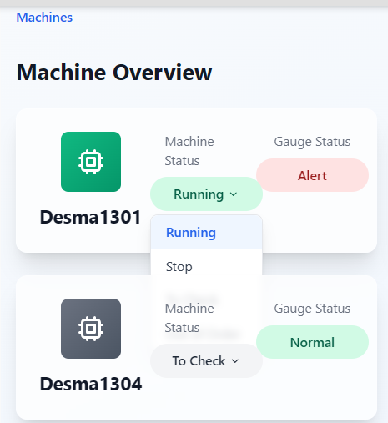 Machines
Machine Overview
Machine
Status
Gauge Status
Running
Alert
Desma1301
Running
Stop
Machine
Status
Gauge Status
To Check
Normal
Desma1304